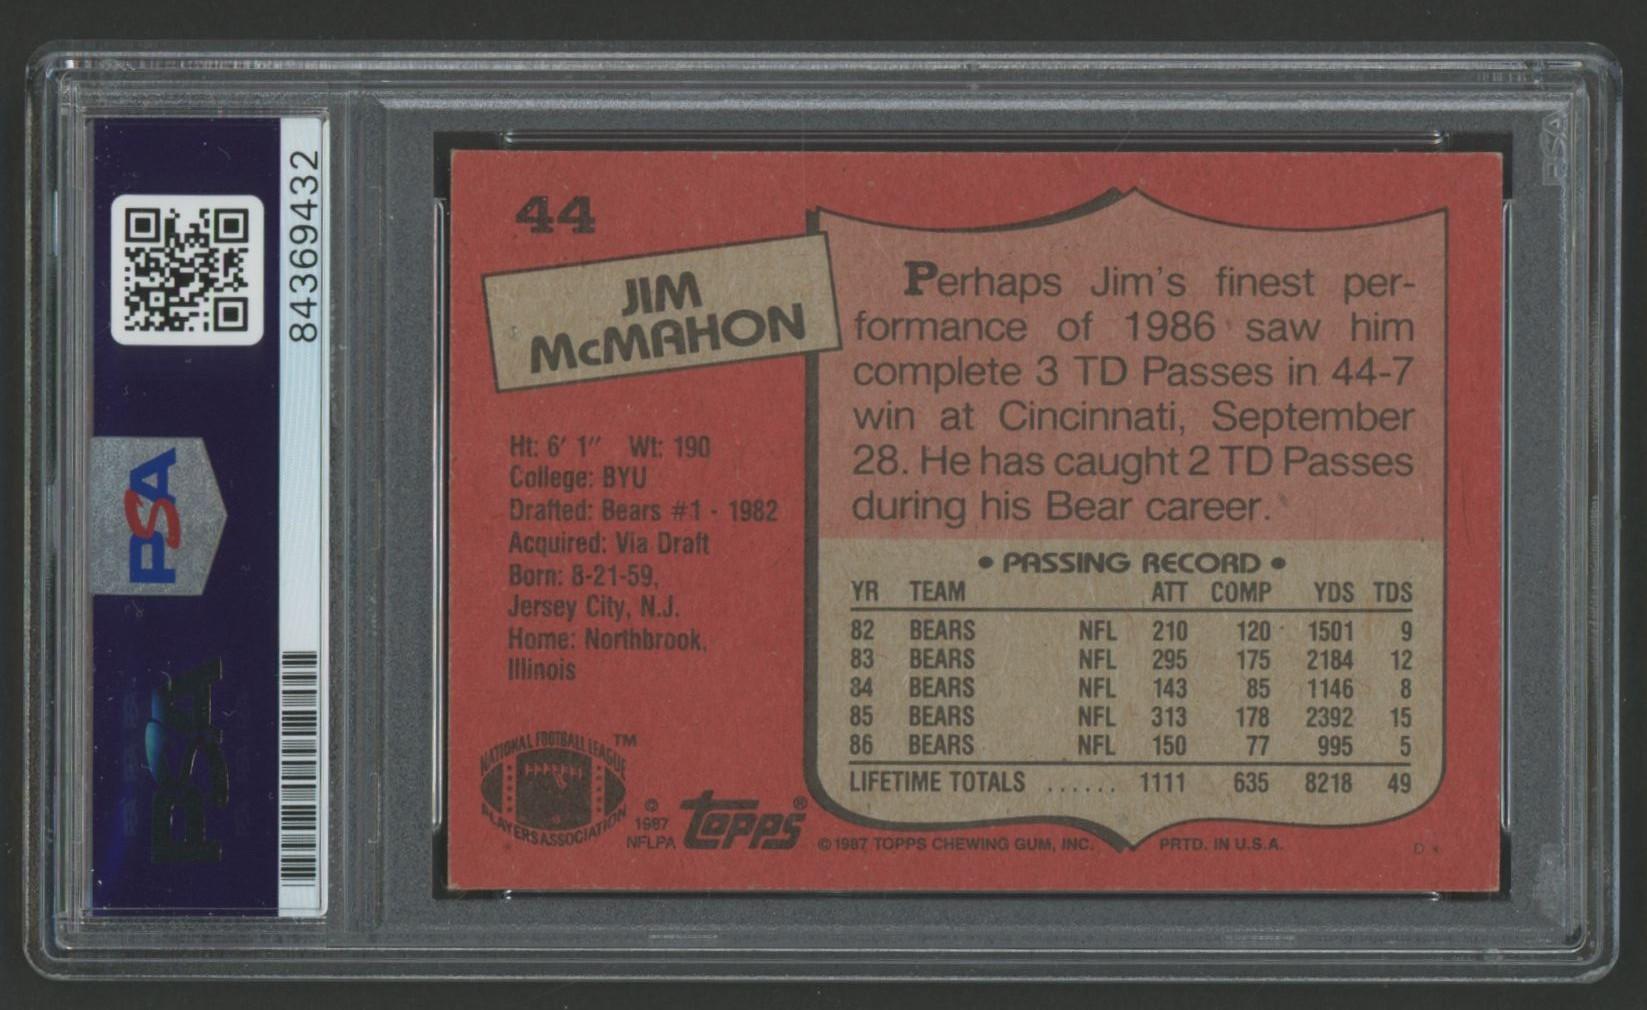 84369432
PSA
PSA
PSA
44
JIM
McMAHON
Ht: 6' 1" Wt: 190
College: BYU
Drafted: Bears #1 - 1982
Acquired: Via Draft
Born: 8-21-59,
Jersey City, N.J.
Home: Northbrook,
Illinois
NATIONAL FOOTBALL LEAGUE ™
PLAYERS ASSOCIATION
©
1987
NFLPA
Topps®
Perhaps Jim's finest per-
formance of 1986 saw him
complete 3 TD Passes in 44-7
win at Cincinnati, September
28. He has caught 2 TD Passes
during his Bear career.
• PASSING RECORD •
YR TEAM ATT COMP YDS TDS
82 BEARS NFL 210 120 1501 9
83 BEARS NFL 295 175 2184 12
84 BEARS NFL 143 85 1146 8
85 BEARS NFL 313 178 2392 15
86 BEARS NFL 150 77 995 5
LIFETIME TOTALS ...... 1111 635 8218 49
©1987 TOPPS CHEWING GUM, INC. PRTD. IN U.S.A. D*